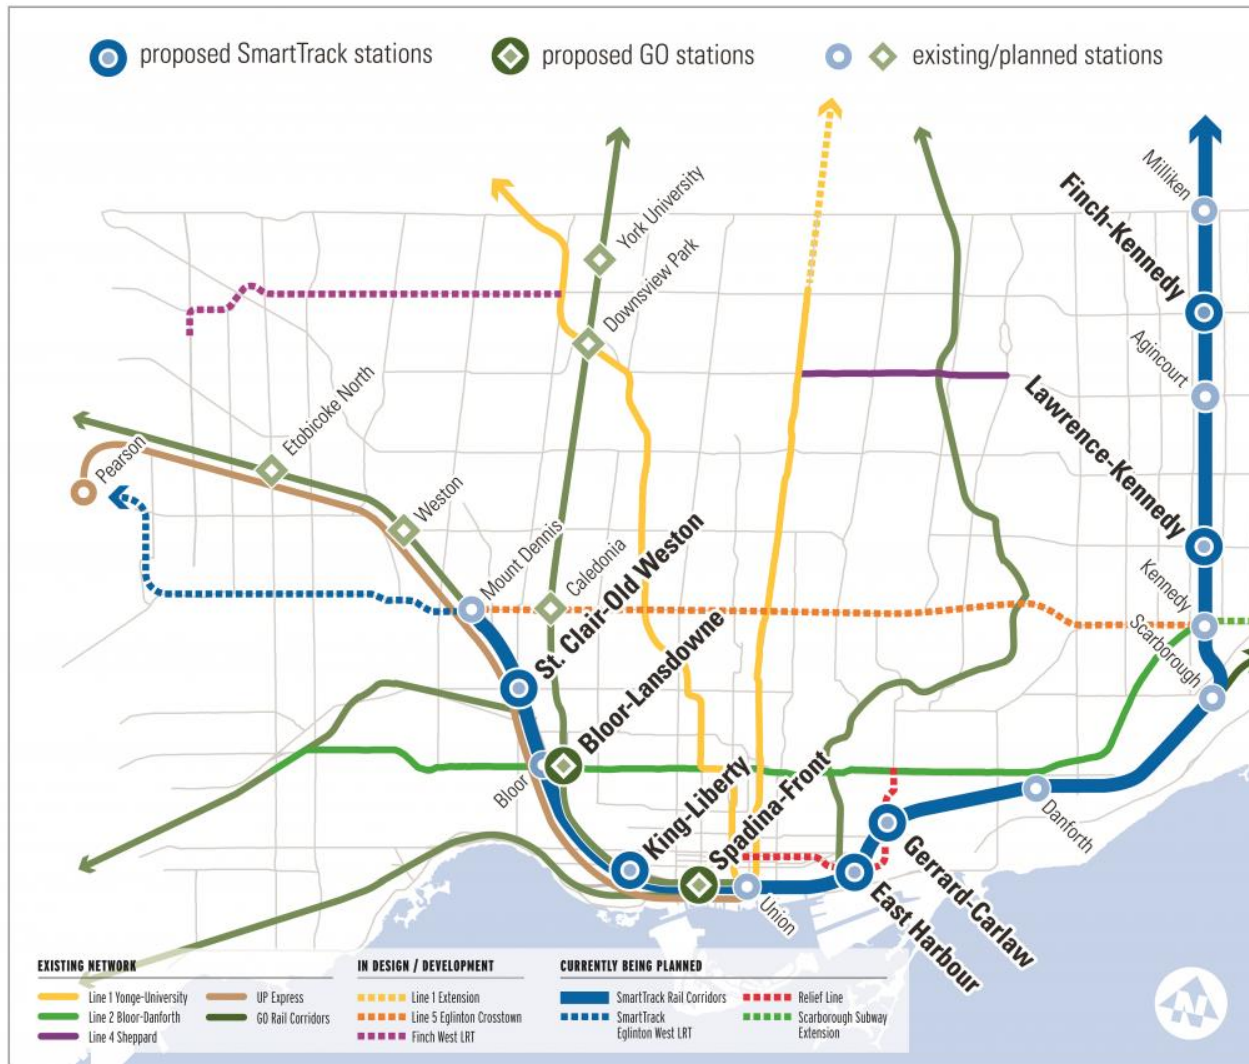 proposed SmartTrack stations
proposed GO stations
existing/planned stations
Milliken
Finch-Kennedy
York University
Downsview Park
Agincourt
Lawrence-Kennedy
Etobicoke North
Pearson
Weston
Mount Dennis
Caledonia
St. Clair-Old Weston
Kennedy
Scarborough
Bloor-Lansdowne
Bloor
King-Liberty
Spadina-Front
Danforth
Gerrard-Carlaw
Union
East Harbour
EXISTING NETWORK
Line 1 Yonge-University
Line 2 Bloor-Danforth
Line 4 Sheppard
UP Express
GO Rail Corridors
IN DESIGN / DEVELOPMENT
Line 1 Extension
Line 5 Eglinton Crosstown
Finch West LRT
CURRENTLY BEING PLANNED
SmartTrack Rail Corridors
SmartTrack
Eglinton West LRT
Relief Line
Scarborough Subway
Extension
N